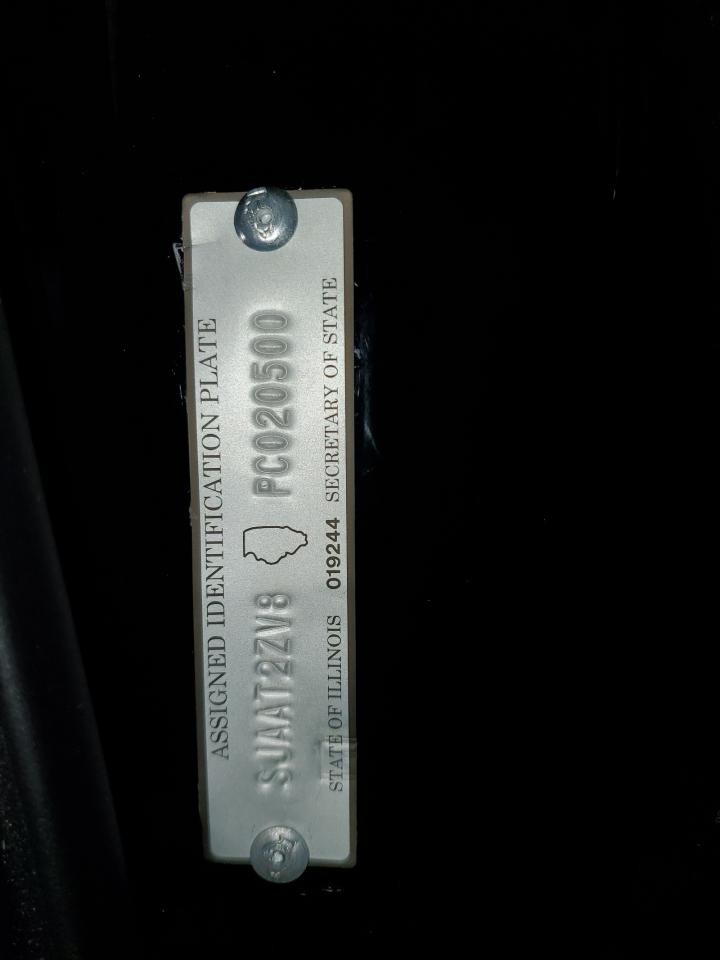 ASSIGNED IDENTIFICATION PLATE
SJAAT2ZV8 PC020500
STATE OF ILLINOIS 019244 SECRETARY OF STATE